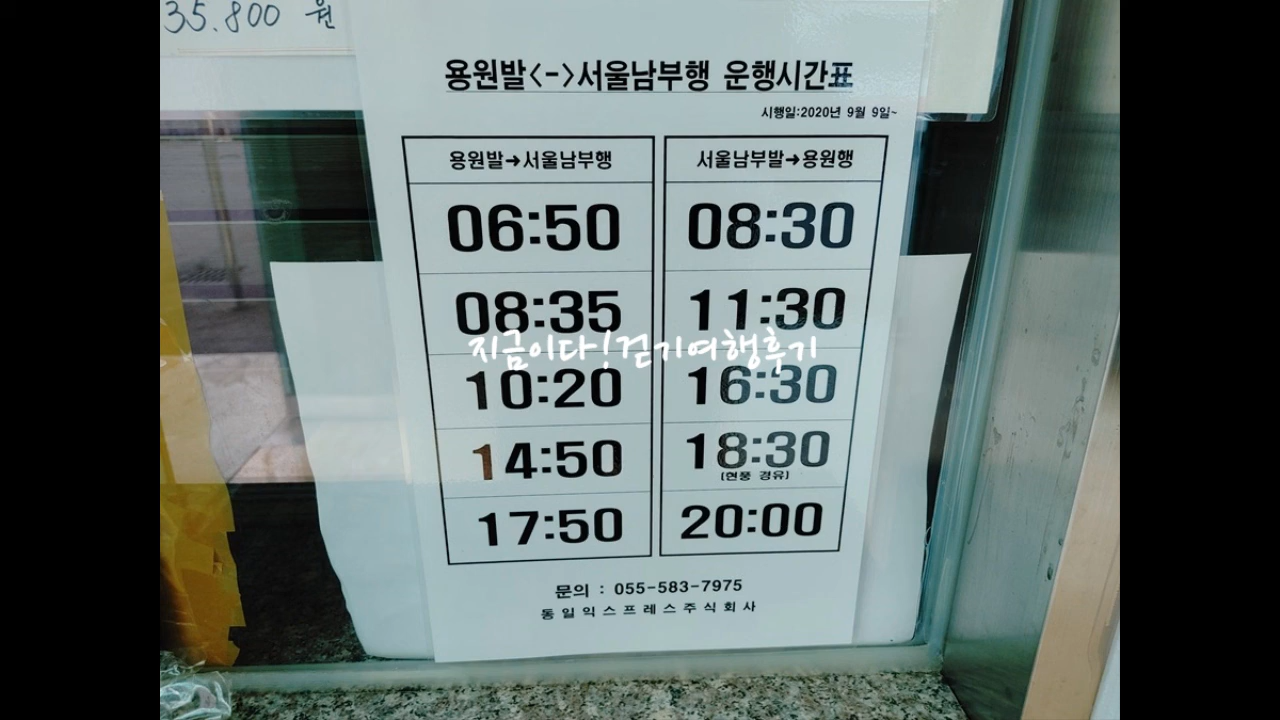 35.800 원
용원발<->서울남부행 운행시간표
시행일:2020년 9월 9일~
용원발→서울남부행 서울남부발→용원행
06:50 08:30
08:35 11:30
지금이다!걷기여행후기
10:20 16:30
14:50 18:30
[현풍 경유]
17:50 20:00
문의 : 055-583-7975
동일익스프레스주식회사